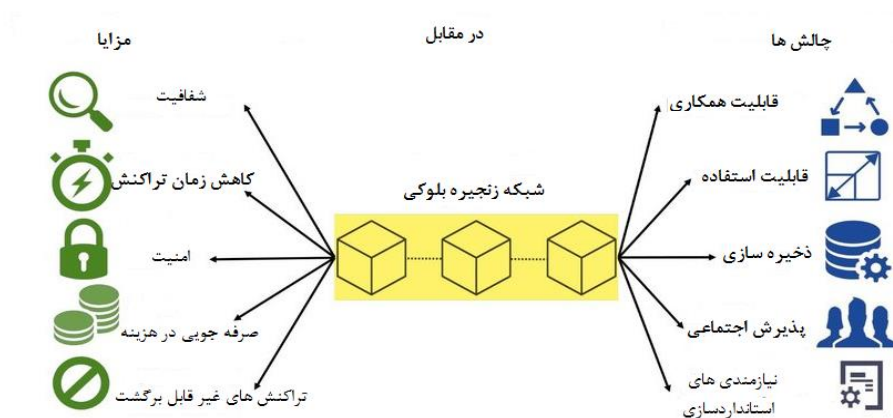 چالش ها
در مقابل
مزایا
قابلیت همکاری
قابلیت استفاده
ذخیره سازی
پذیرش اجتماعی
نیازمندی های
استانداردسازی
شبکه زنجیره بلوکی
شفافیت
کاهش زمان تراکنش
امنیت
صرفه جویی در هزینه
تراکنش های غیر قابل برگشت